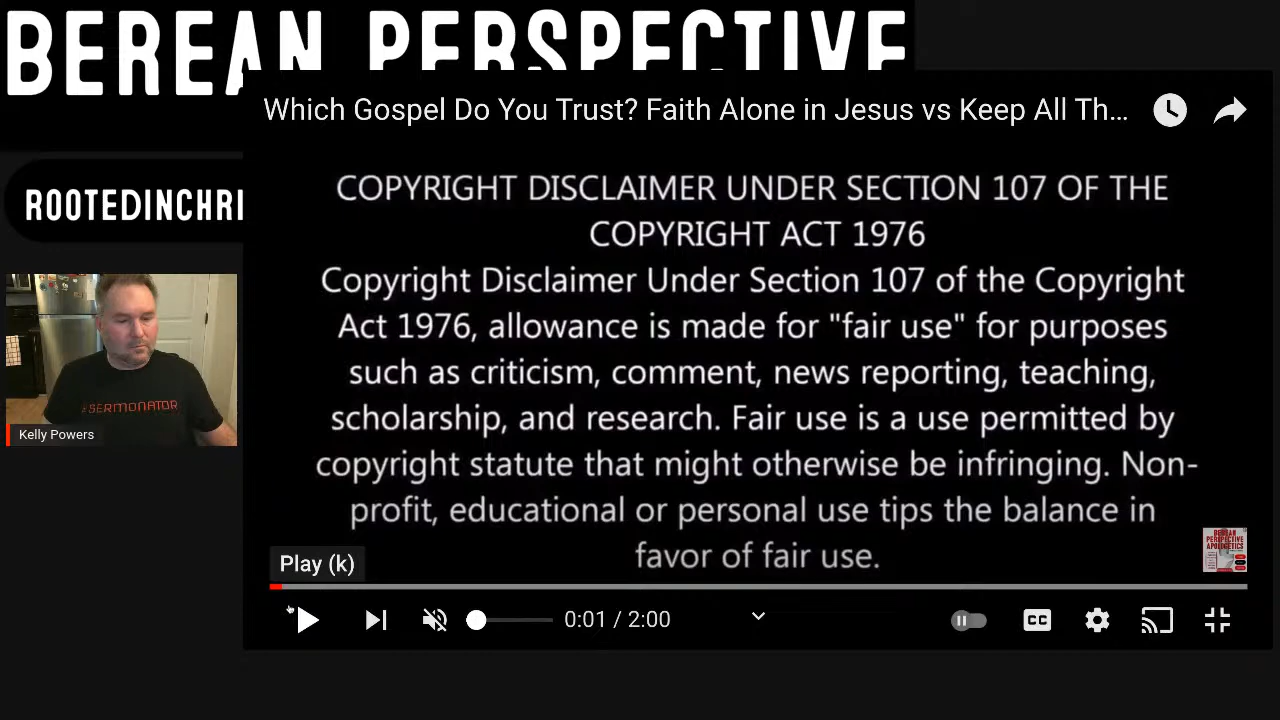 BEREAN PERSPECTIVE
Which Gospel Do You Trust? Faith Alone in Jesus vs Keep All Th...
ROOTEDINCHRI
COPYRIGHT DISCLAIMER UNDER SECTION 107 OF THE
COPYRIGHT ACT 1976
Copyright Disclaimer Under Section 107 of the Copyright
Act 1976, allowance is made for "fair use" for purposes
such as criticism, comment, news reporting, teaching,
scholarship, and research. Fair use is a use permitted by
copyright statute that might otherwise be infringing. Non-
profit, educational or personal use tips the balance in
favor of fair use.
#SERMONATOR
Kelly Powers
BEREAN
PERSPECTIVE
APOLOGETICS
Play (k)
0:01 / 2:00
CC